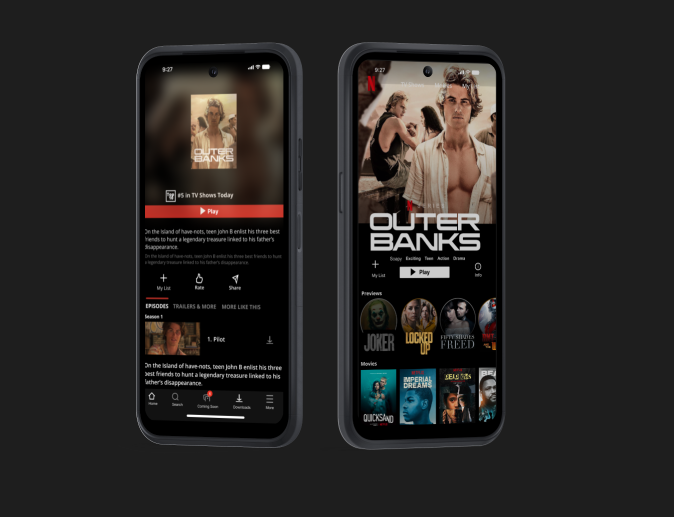 9:27
OUTER
BANKS
#5 in TV Shows Today
Play
On the Island of have-nots, teen John B enlist his three best
friends to hunt a legendary treasure linked to his father's
disappearance.
On the Island of have-nots, teen John B enlist his three best friends to hunt
a legendary treasure linked to his father's disappearance
My List
Rate
Share
EPISODES TRAILERS & MORE MORE LIKE THIS
Season 1
1. Pilot
On the Island of have-nots, teen John B enlist his three
best friends to hunt a legendary treasure linked to his
father's disappearance.
Home
Search
Coming Soon
Downloads
More
9:27
N
SERIES
OUTER
BANKS
Soapy Exciting Teen Action Drama
My List
Play
Info
Previews
JOKER
LOCKED
UP
FIFTY SHADES
FREED
Movies
QUICKSAND
IMPERIAL
DREAMS